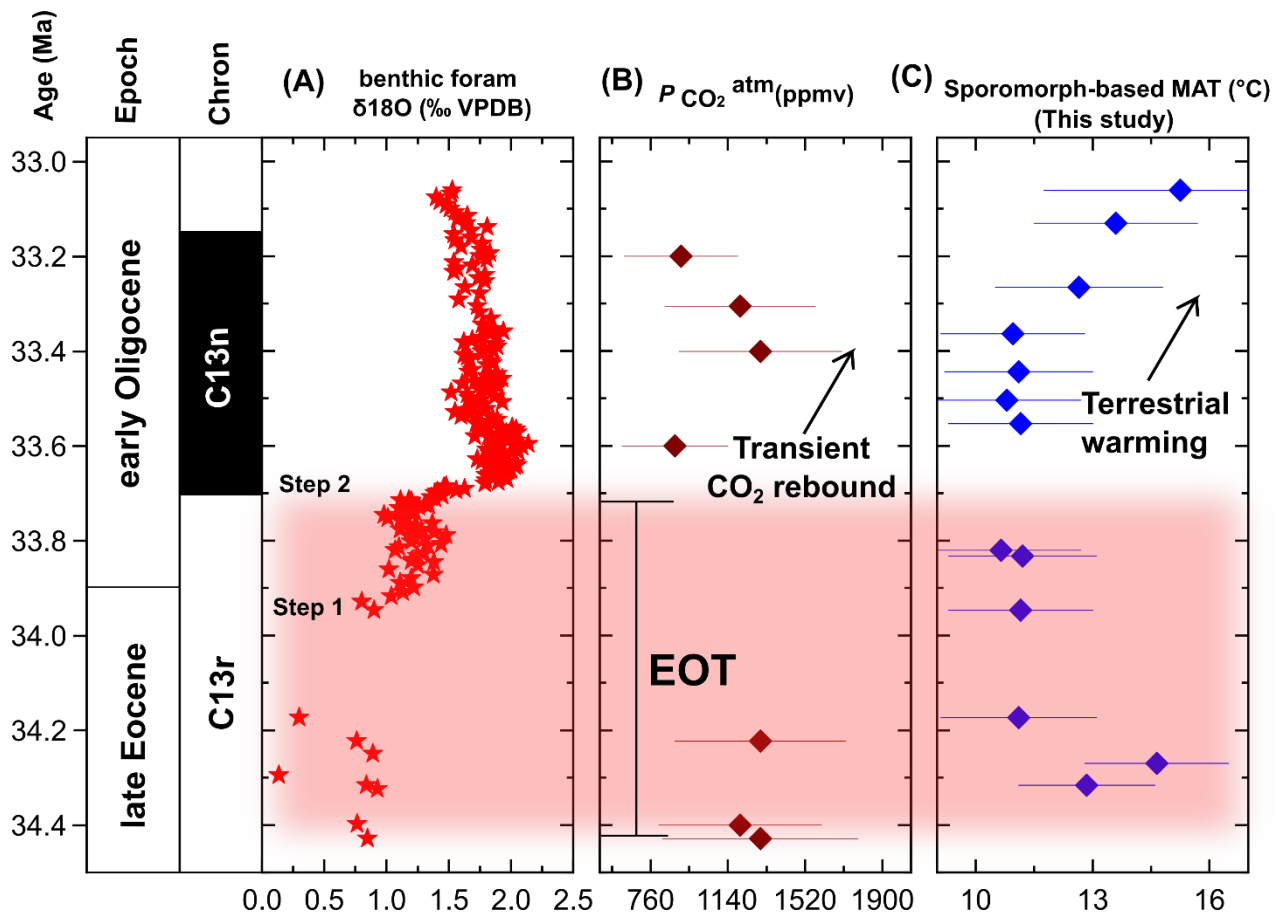 Age (Ma)
Epoch
Chron
(A)
benthic foram
δ18O (‰ VPDB)
(B)
P CO2 atm(ppmv)
(C)
Sporomorph-based MAT (°C)
(This study)
33.0
33.2
33.4
33.6
33.8
34.0
34.2
34.4
early Oligocene
late Eocene
C13n
C13r
Step 2
Step 1
Transient
CO2 rebound
EOT
Terrestrial
warming
0.0 0.5 1.0 1.5 2.0 2.5
760 1140 1520 1900
10 13 16